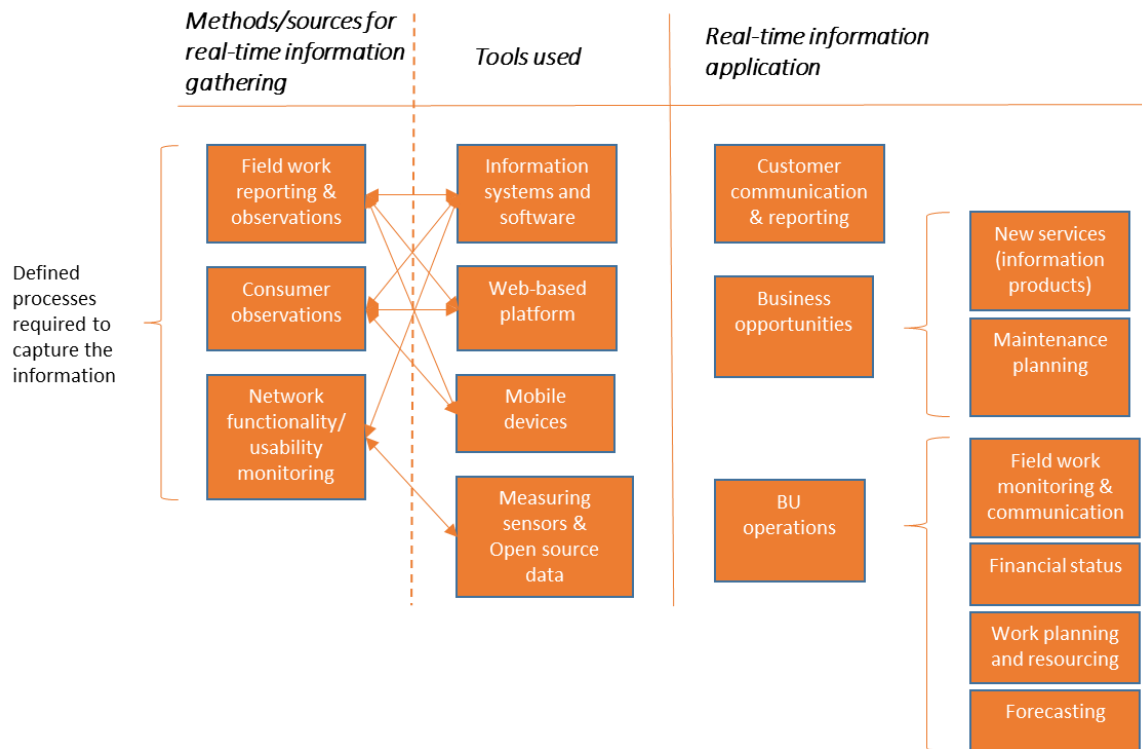 Methods/sources for
real-time information
gathering
Tools used
Real-time information
application
Defined
processes
required to
capture the
information
Field work
reporting &
observations
Consumer
observations
Network
functionality/
usability
monitoring
Information
systems and
software
Web-based
platform
Mobile
devices
Measuring
sensors &
Open source
data
Customer
communication
& reporting
Business
opportunities
BU
operations
New services
(information
products)
Maintenance
planning
Field work
monitoring &
communication
Financial status
Work planning
and resourcing
Forecasting